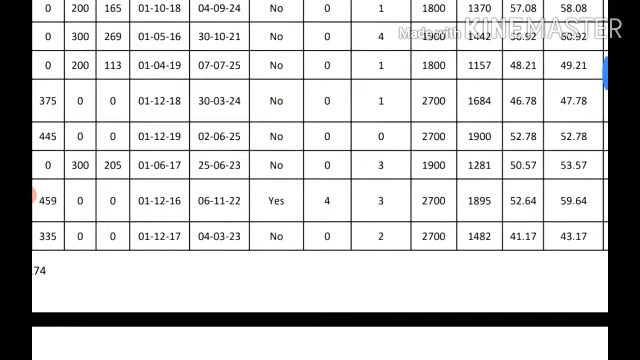 0 200 165 01-10-18 04-09-24 No 0 1 1800 1370 57.08 58.08
Made with KINEMASTER
0 300 269 01-05-16 30-10-21 No 0 4 1900 1442 56.92 60.92
0 200 113 01-04-19 07-07-25 No 0 1 1800 1157 48.21 49.21
375 0 0 01-12-18 30-03-24 No 0 1 2700 1684 46.78 47.78
445 0 0 01-12-19 02-06-25 No 0 0 2700 1900 52.78 52.78
0 300 205 01-06-17 25-06-23 No 0 3 1900 1281 50.57 53.57
459 0 0 01-12-16 06-11-22 Yes 4 3 2700 1895 52.64 59.64
335 0 0 01-12-17 04-03-23 No 0 2 2700 1482 41.17 43.17
.74